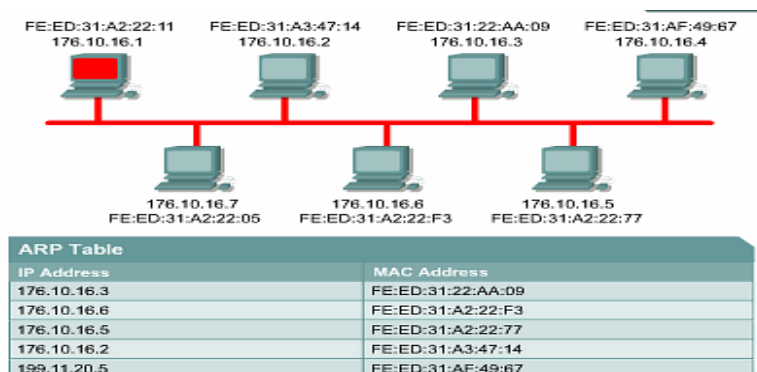 FE:ED:31:A2:22:11 FE:ED:31:A3:47:14 FE:ED:31:22:AA:09 FE:ED:31:AF:49:67
176.10.16.1 176.10.16.2 176.10.16.3 176.10.16.4
176.10.16.7 176.10.16.6 176.10.16.5
FE:ED:31:A2:22:05 FE:ED:31:A2:22:F3 FE:ED:31:A2:22:77
ARP Table
IP Address MAC Address
176.10.16.3 FE:ED:31:22:AA:09
176.10.16.6 FE:ED:31:A2:22:F3
176.10.16.5 FE:ED:31:A2:22:77
176.10.16.2 FE:ED:31:A3:47:14
199.11.20.5 FE:ED:31:AF:49:67